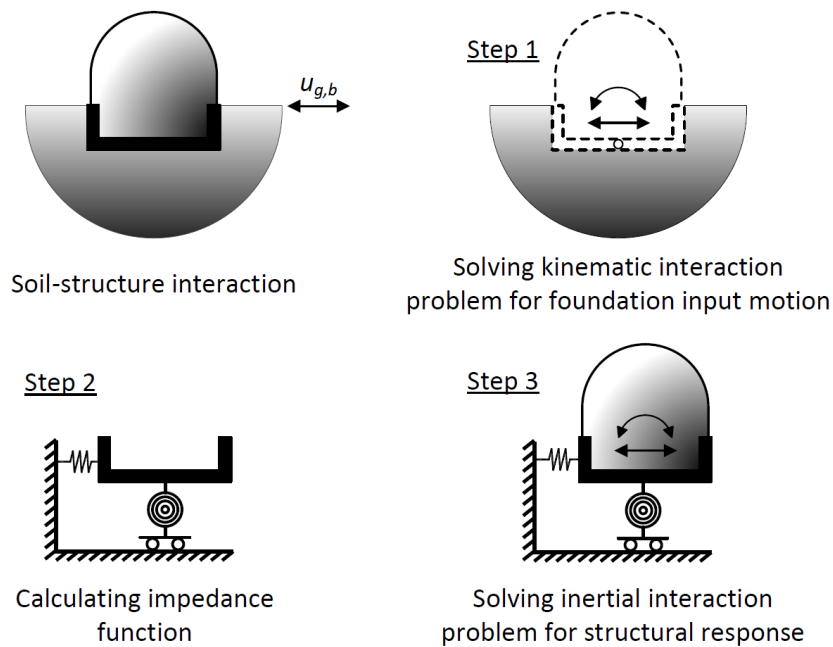 u_{g,b}
Soil-structure interaction
Step 1
Solving kinematic interaction
problem for foundation input motion
Step 2
Calculating impedance
function
Step 3
Solving inertial interaction
problem for structural response